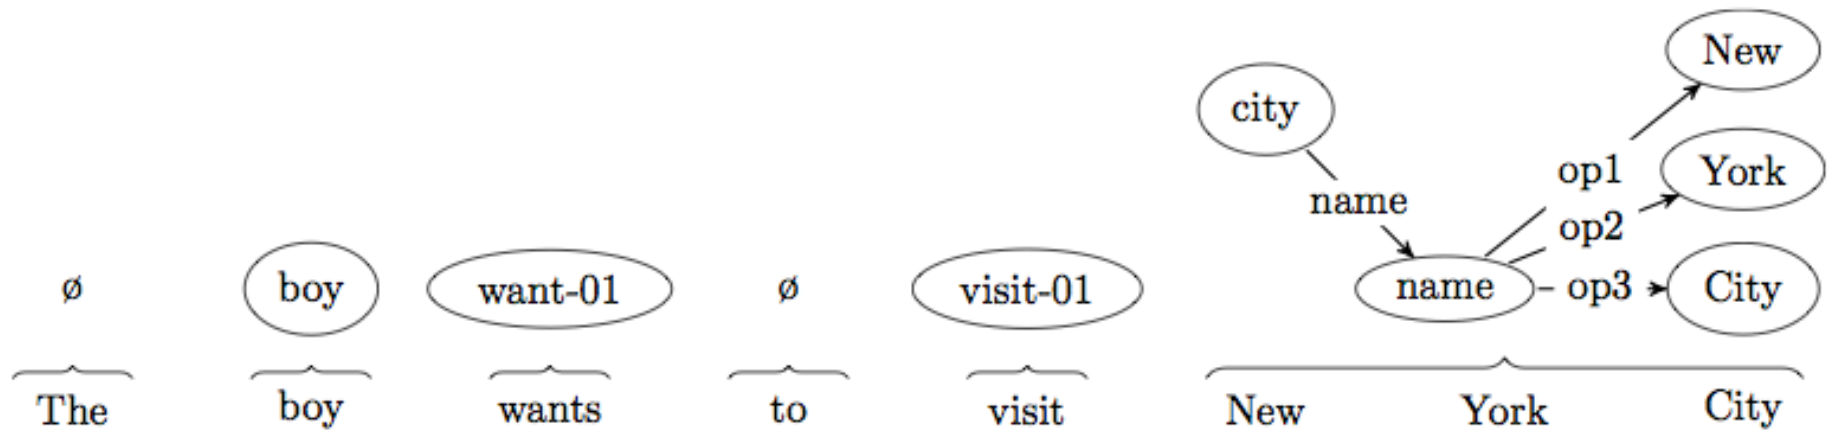 New
city
op1
York
name
op2
ø
boy
want-01
ø
visit-01
name
op3
City
The
boy
wants
to
visit
New
York
City